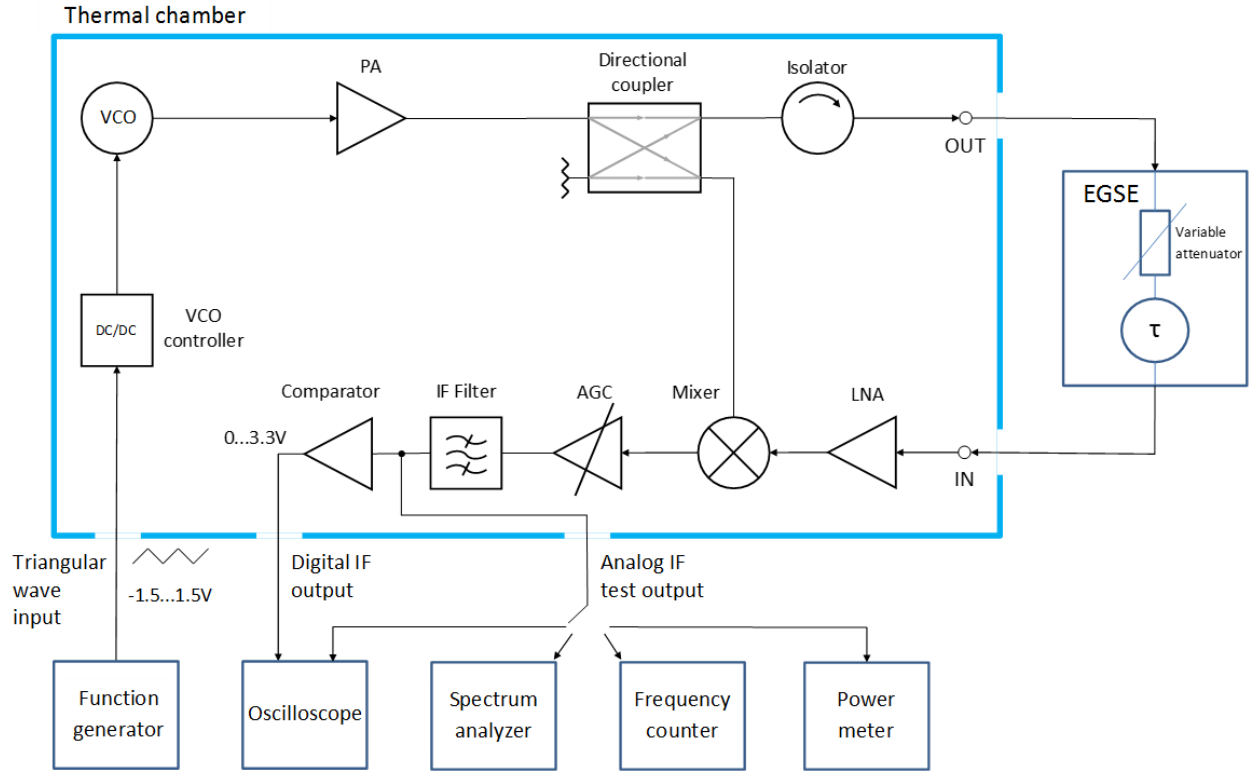 Thermal chamber
PA
Directional
coupler
Isolator
VCO
OUT
EGSE
Variable
attenuator
τ
DC/DC
VCO
controller
Comparator
IF Filter
AGC
Mixer
LNA
0...3.3V
IN
Triangular
wave
input
-1.5...1.5V
Digital IF
output
Analog IF
test output
Function
generator
Oscilloscope
Spectrum
analyzer
Frequency
counter
Power
meter